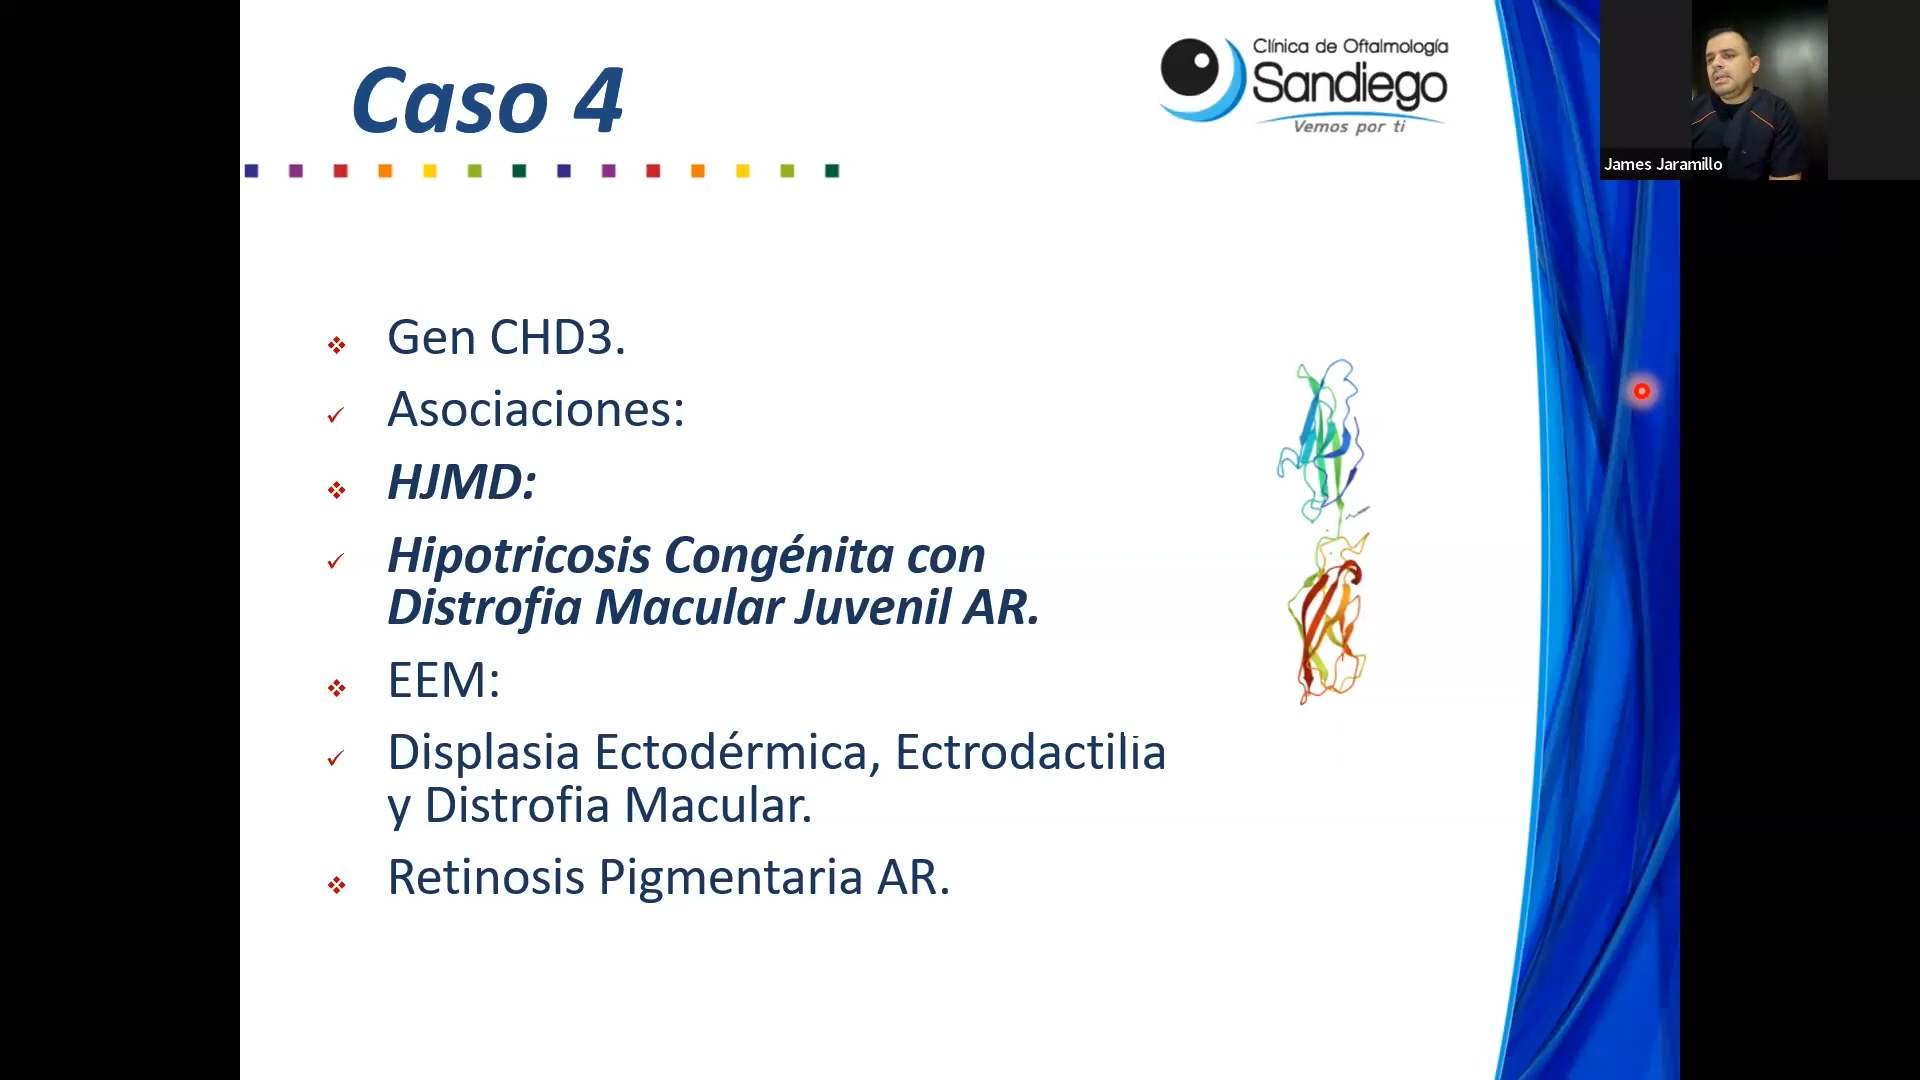 Caso 4
Clínica de Oftalmología
Sandiego
Vemos por ti
James Jaramillo
Gen CHD3.
Asociaciones:
HJMD:
Hipotricosis Congénita con
Distrofia Macular Juvenil AR.
EEM:
Displasia Ectodérmica, Ectrodactilia
y Distrofia Macular.
Retinosis Pigmentaria AR.